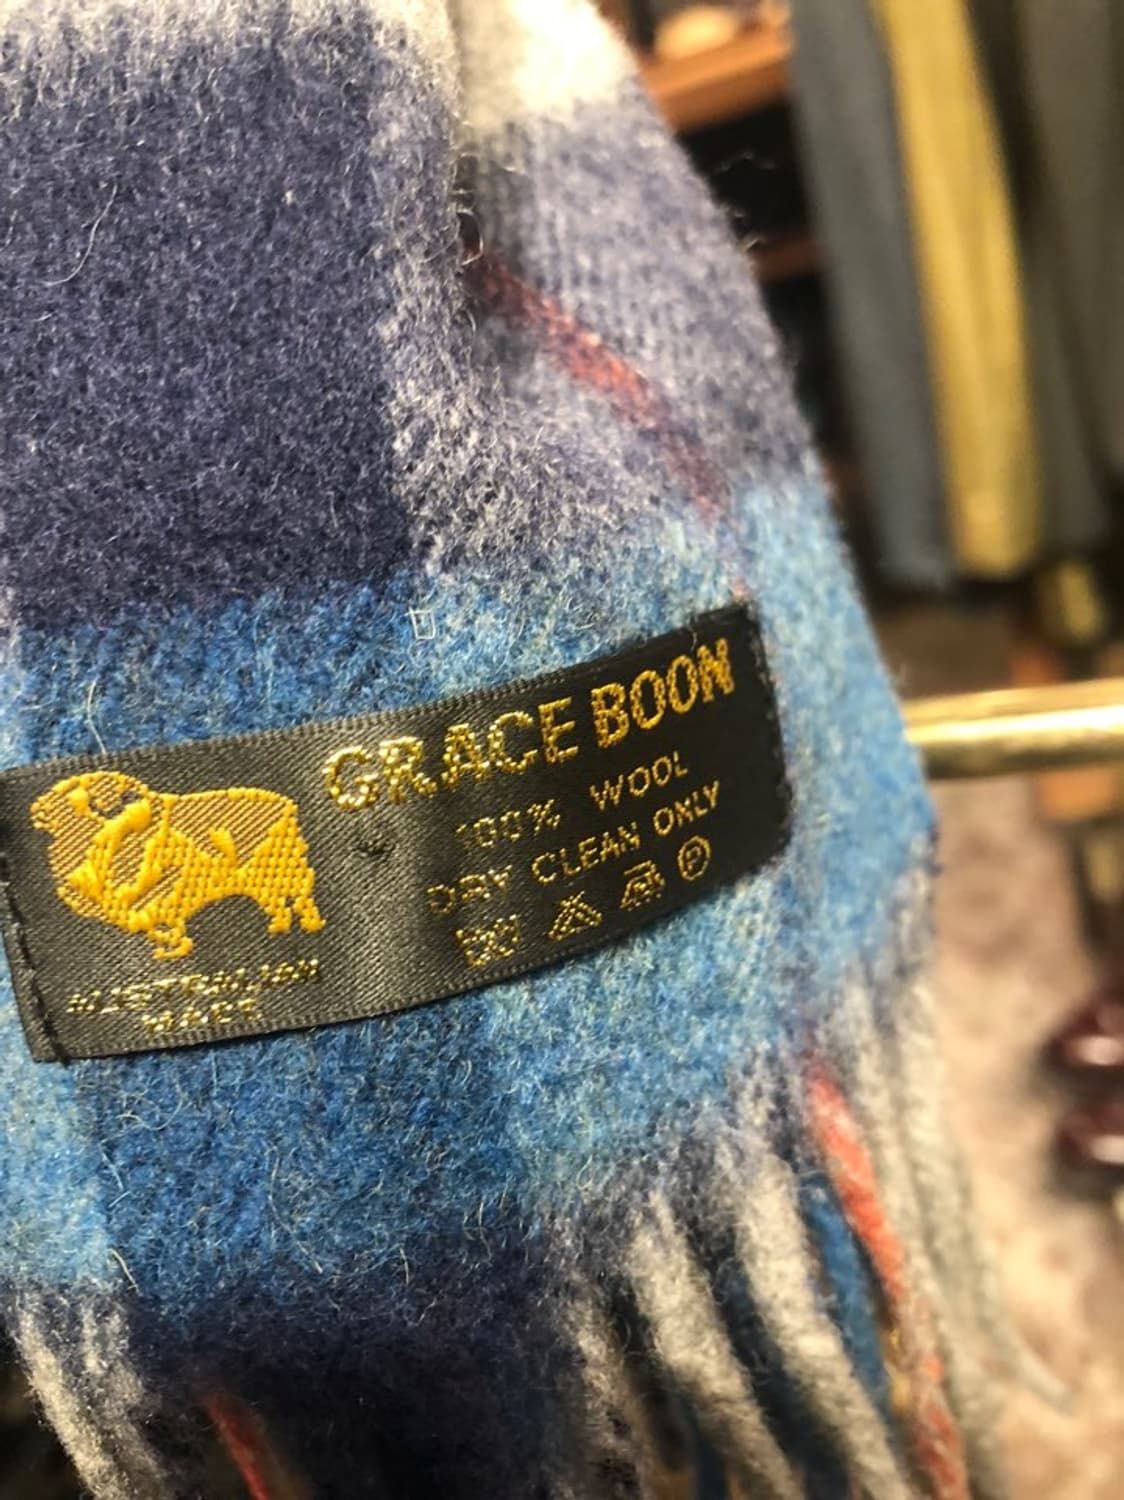 GRACE BOON
100% WOOL
DRY CLEAN ONLY
P
AUSTRALIAN
MADE